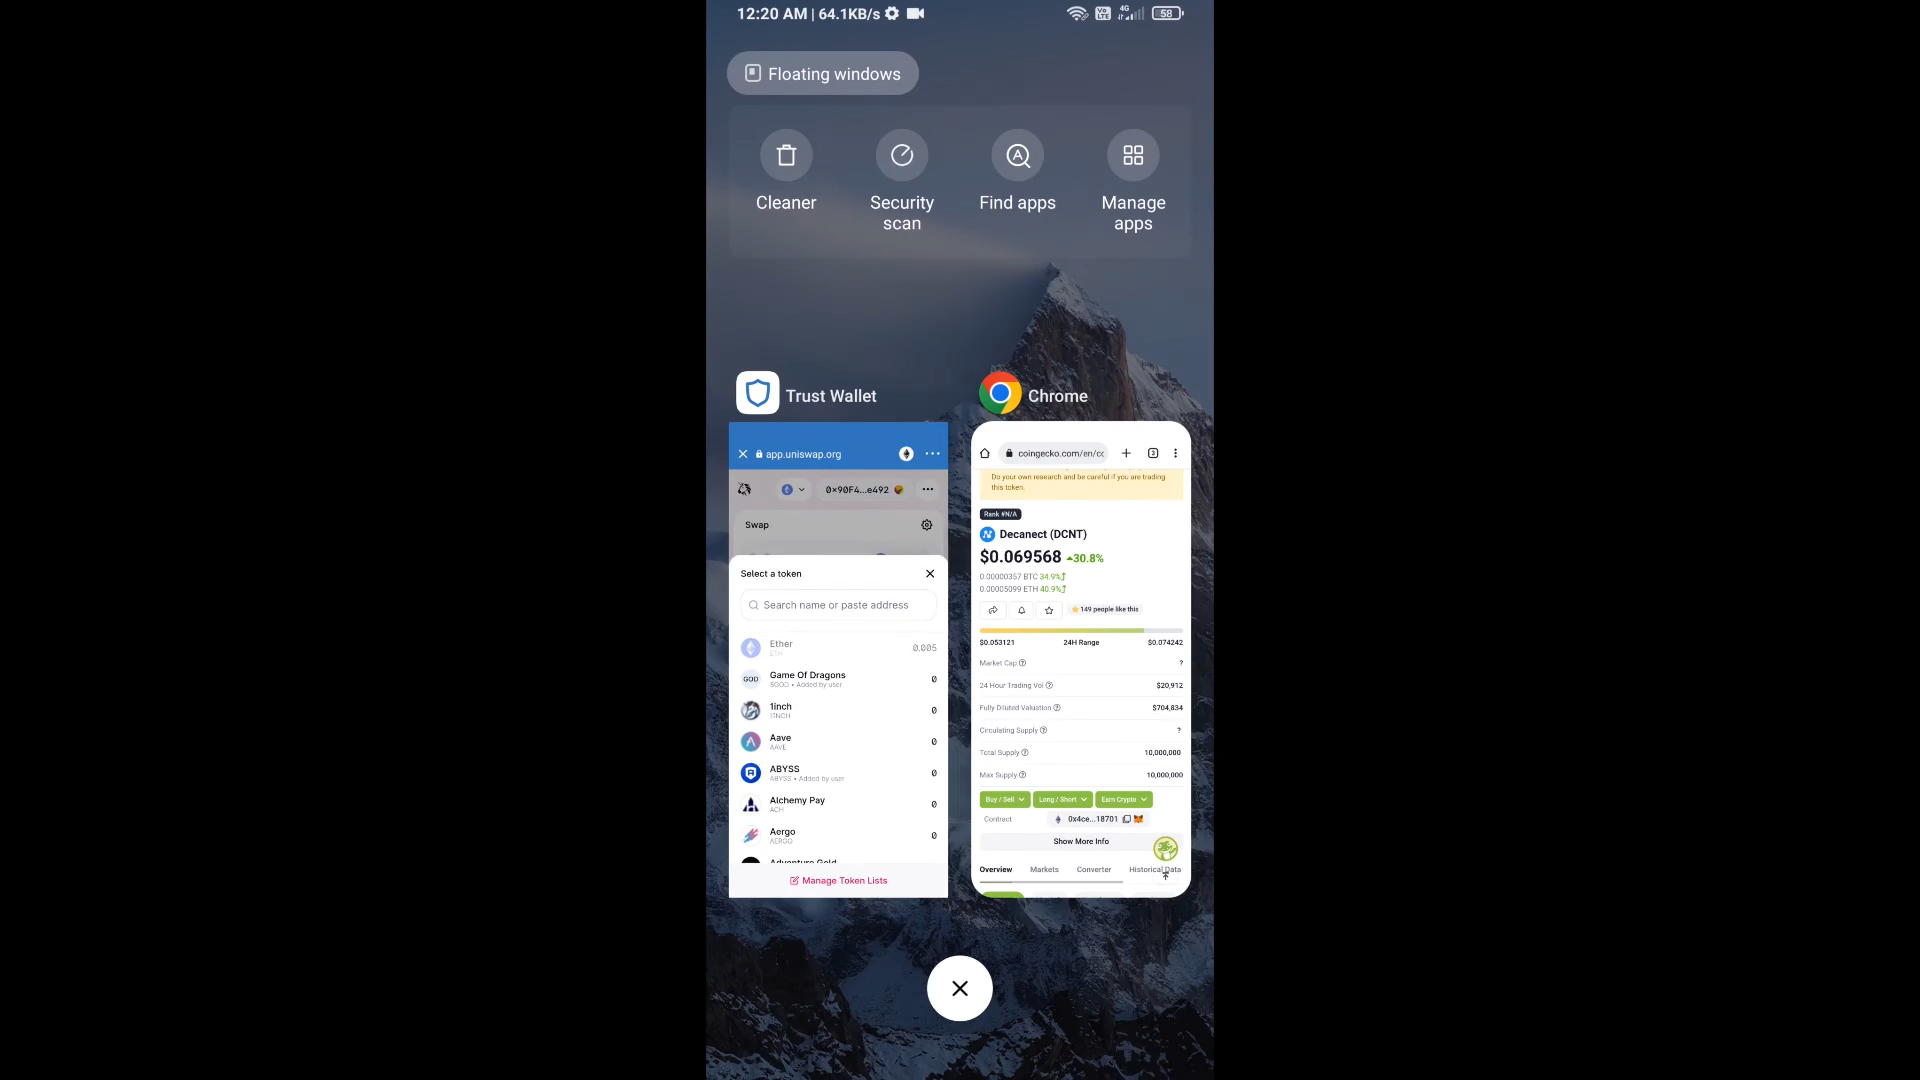 12:20 AM | 64.1KB/s
Vo LTE 4G 58
Floating windows
Cleaner
Security scan
Find apps
Manage apps
Trust Wallet
app.uniswap.org
0×90F4...e492
Swap
Select a token
Search name or paste address
Ether 0.005
ETH
Game Of Dragons 0
$GOD • Added by user
GOD
1inch 0
1INCH
Aave 0
AAVE
ABYSS 0
ABYSS • Added by user
Alchemy Pay 0
ACH
Aergo 0
AERGO
Adventure Gold
Manage Token Lists
Chrome
coingecko.com/en/cc
3
Do your own research and be careful if you are trading
this token.
Rank #N/A
Decanect (DCNT)
$0.069568 30.8%
0.00000357 BTC 34.9%
0.00005099 ETH 40.9%
149 people like this
$0.053121 24H Range $0.074242
Market Cap ?
24 Hour Trading Vol $20,912
Fully Diluted Valuation $704,834
Circulating Supply ?
Total Supply 10,000,000
Max Supply 10,000,000
Buy / Sell Long / Short Earn Crypto
Contract 0x4ce...18701
Show More Info
Overview Markets Converter Historical Data